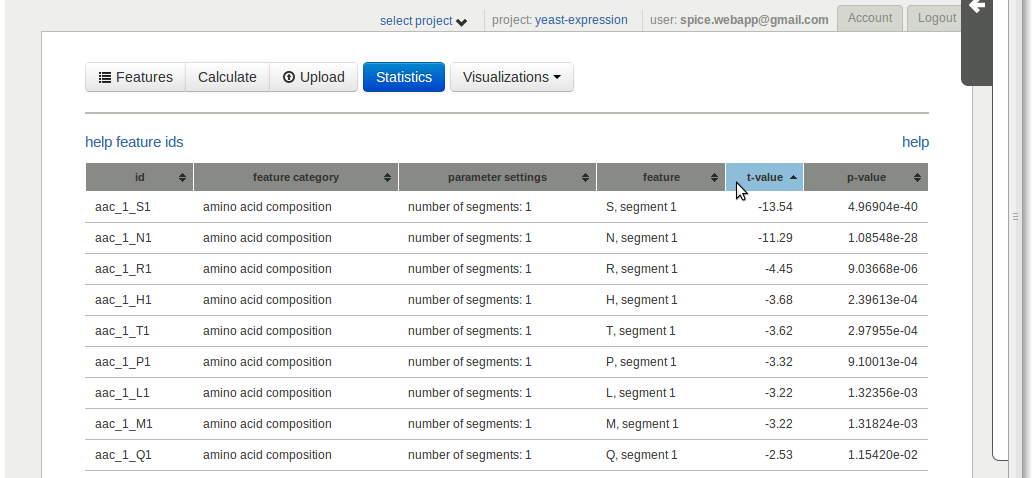 select project project: yeast-expression user: spice.webapp@gmail.com Account Logout
Features Calculate Upload Statistics Visualizations
help feature ids help
id feature category parameter settings feature t-value p-value
aac_1_S1 amino acid composition number of segments: 1 S, segment 1 -13.54 4.96904e-40
aac_1_N1 amino acid composition number of segments: 1 N, segment 1 -11.29 1.08548e-28
aac_1_R1 amino acid composition number of segments: 1 R, segment 1 -4.45 9.03668e-06
aac_1_H1 amino acid composition number of segments: 1 H, segment 1 -3.68 2.39613e-04
aac_1_T1 amino acid composition number of segments: 1 T, segment 1 -3.62 2.97955e-04
aac_1_P1 amino acid composition number of segments: 1 P, segment 1 -3.32 9.10013e-04
aac_1_L1 amino acid composition number of segments: 1 L, segment 1 -3.22 1.32356e-03
aac_1_M1 amino acid composition number of segments: 1 M, segment 1 -3.22 1.31824e-03
aac_1_Q1 amino acid composition number of segments: 1 Q, segment 1 -2.53 1.15420e-02